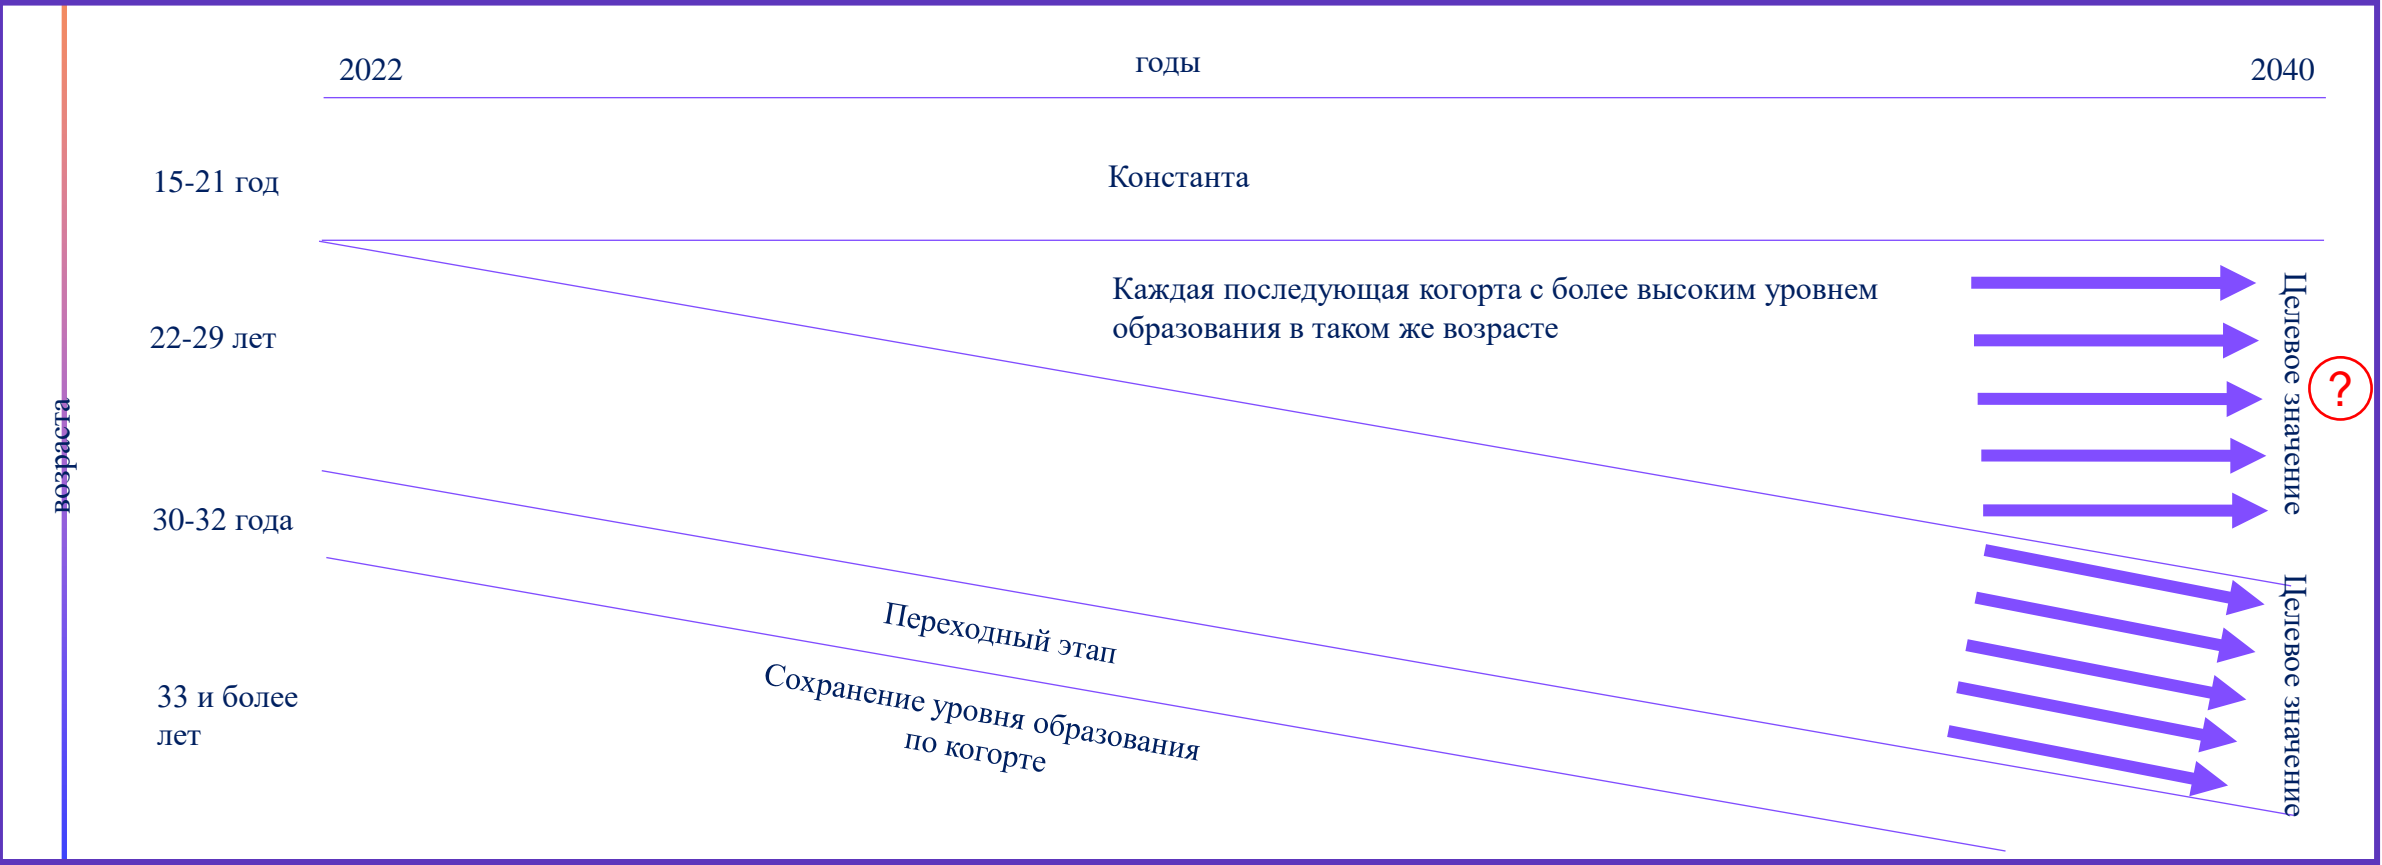 2022
годы
2040
15-21 год
Константа
Каждая последующая когорта с более высоким уровнем
образования в таком же возрасте
22-29 лет
Целевое значение
?
возраста
30-32 года
Переходный этап
Целевое значение
Сохранение уровня образования
по когорте
33 и более
лет